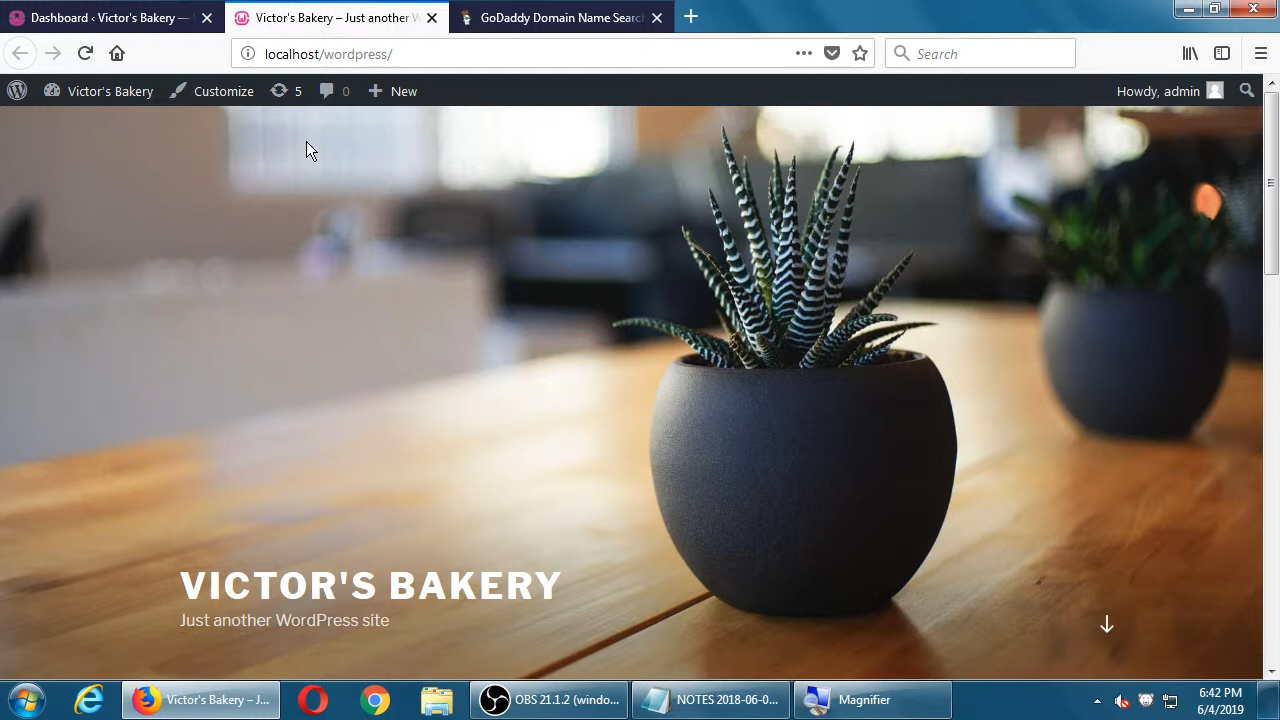 Dashboard ‹ Victor's Bakery —
Victor's Bakery – Just another W
GoDaddy Domain Name Search
localhost/wordpress/
Search
Victor's Bakery
Customize
5
0
New
Howdy, admin
VICTOR'S BAKERY
Just another WordPress site
Victor's Bakery – J...
OBS 21.1.2 (windo...
NOTES 2018-06-0...
Magnifier
6:42 PM
6/4/2019